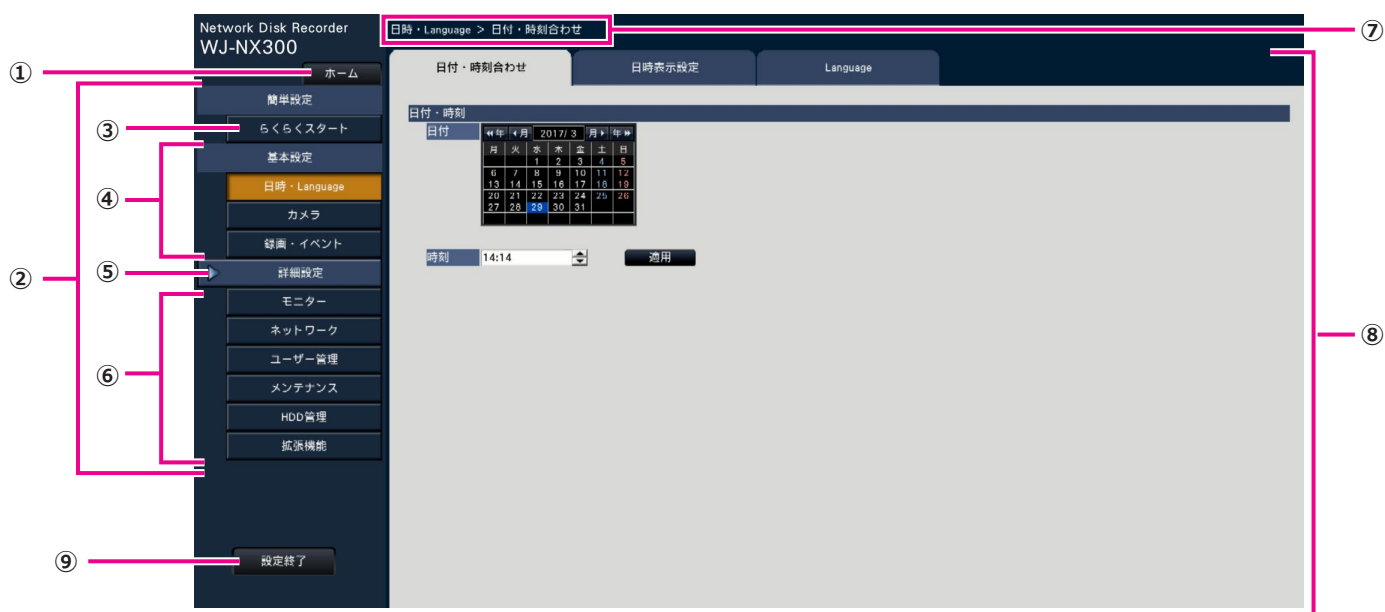 Network Disk Recorder
WJ-NX300
日時・Language > 日付・時刻合わせ
⑦
①
ホーム
日付・時刻合わせ 日時表示設定 Language
⑧
②
簡単設定
③
らくらくスタート
④
基本設定
日時・Language
カメラ
録画・イベント
⑤
詳細設定
⑥
モニター
ネットワーク
ユーザー管理
メンテナンス
HDD管理
拡張機能
⑨
設定終了
日付・時刻
日付
年 月 2017/ 3 月 年
月 火 水 木 金 土 日
1 2 3 4 5
6 7 8 9 10 11 12
13 14 15 16 17 18 19
20 21 22 23 24 25 26
27 28 29 30 31
時刻 14:14 適用